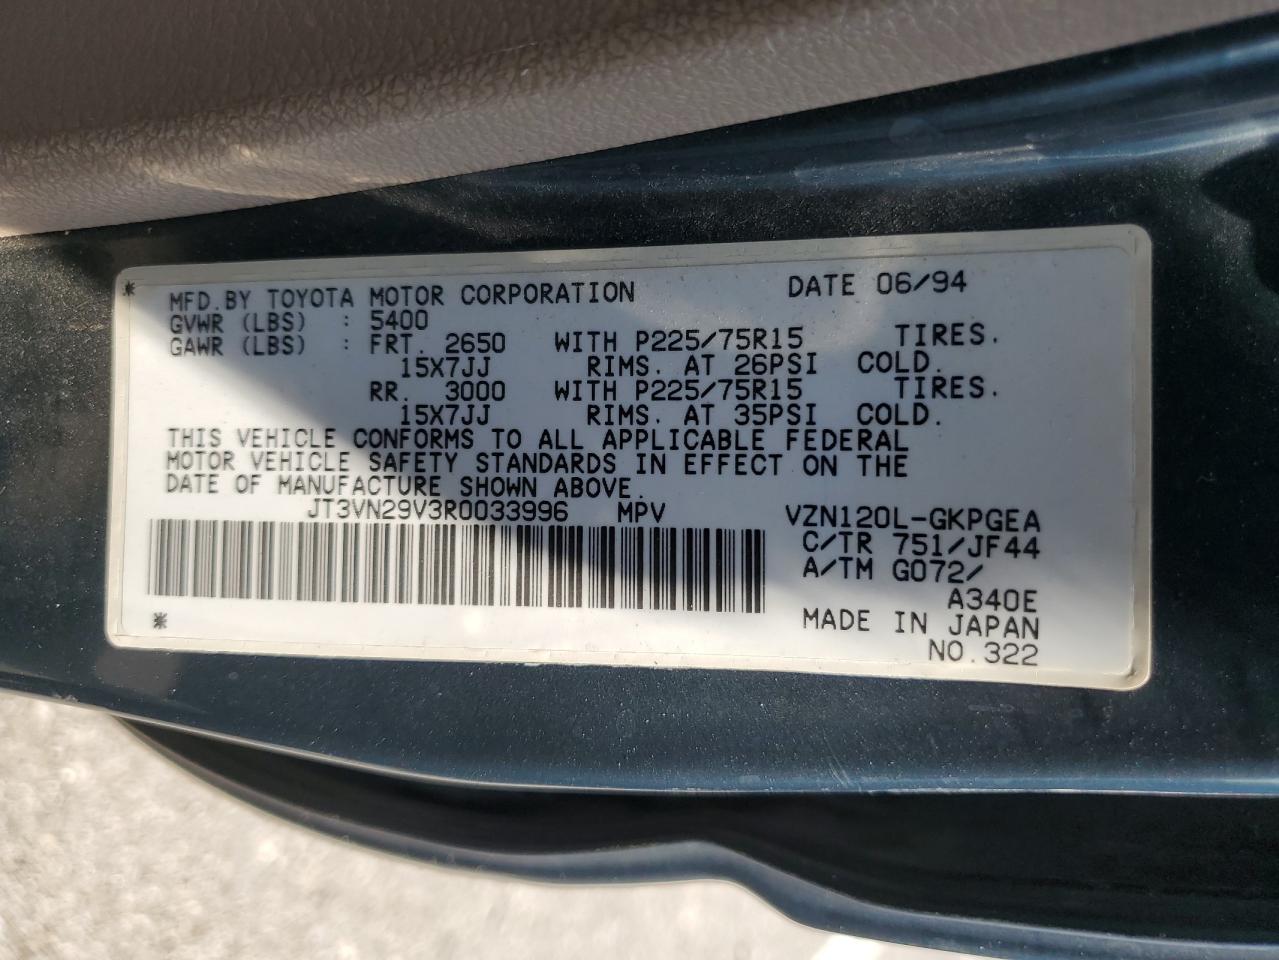 * MFD.BY TOYOTA MOTOR CORPORATION DATE 06/94
GVWR (LBS) : 5400
GAWR (LBS) : FRT. 2650 WITH P225/75R15 TIRES.
15X7JJ RIMS. AT 26PSI COLD.
RR. 3000 WITH P225/75R15 TIRES.
15X7JJ RIMS. AT 35PSI COLD.
THIS VEHICLE CONFORMS TO ALL APPLICABLE FEDERAL
MOTOR VEHICLE SAFETY STANDARDS IN EFFECT ON THE
DATE OF MANUFACTURE SHOWN ABOVE.
JT3VN29V3R0033996 MPV VZN120L-GKPGEA
C/TR 751/JF44
A/TM G072/
A340E
* MADE IN JAPAN
NO.322